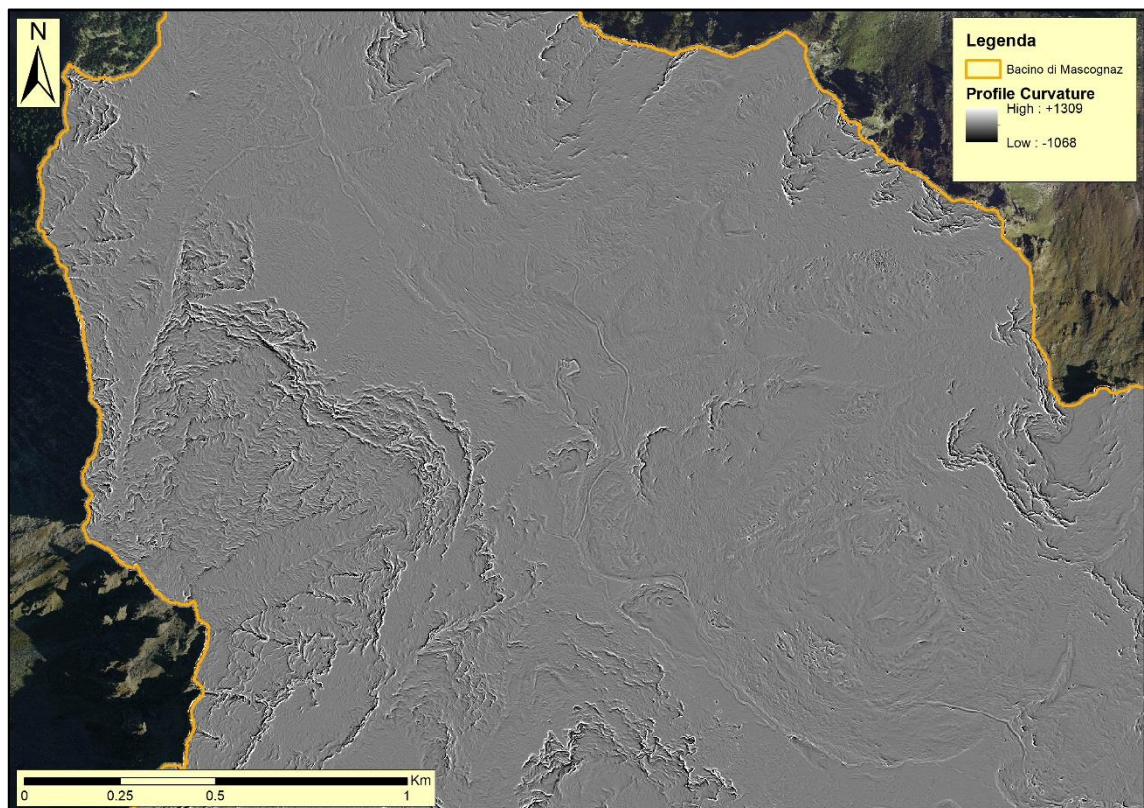 N
Legenda
Bacino di Mascognaz
Profile Curvature
High : +1309
Low : -1068
Km
0 0.25 0.5 1